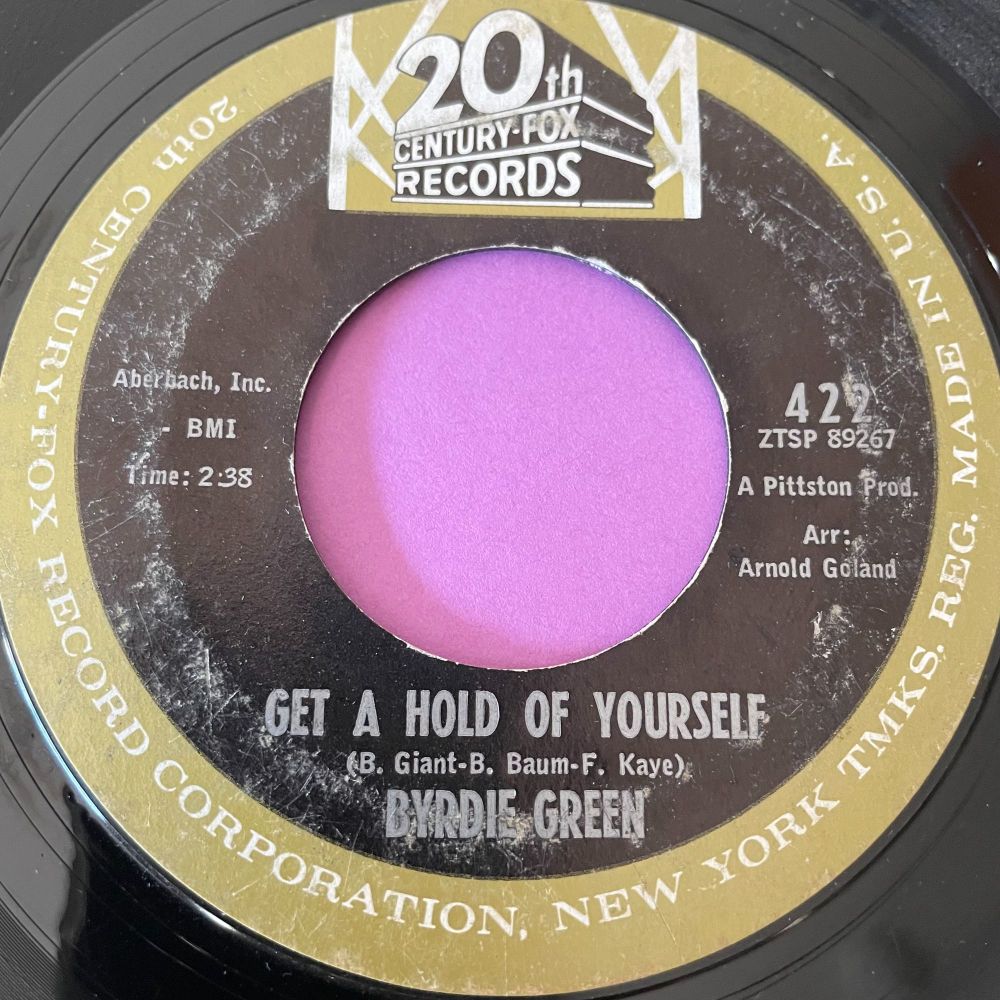 20th
CENTURY-FOX
RECORDS
Aberbach, Inc.
- BMI
Time: 2:38
422
ZTSP 89267
A Pittston Prod.
Arr:
Arnold Goland
GET A HOLD OF YOURSELF
(B. Giant-B. Baum-F. Kaye)
BYRDIE GREEN
20th CENTURY-FOX RECORD CORPORATION, NEW YORK TMKS. REG. MADE IN U.S.A.